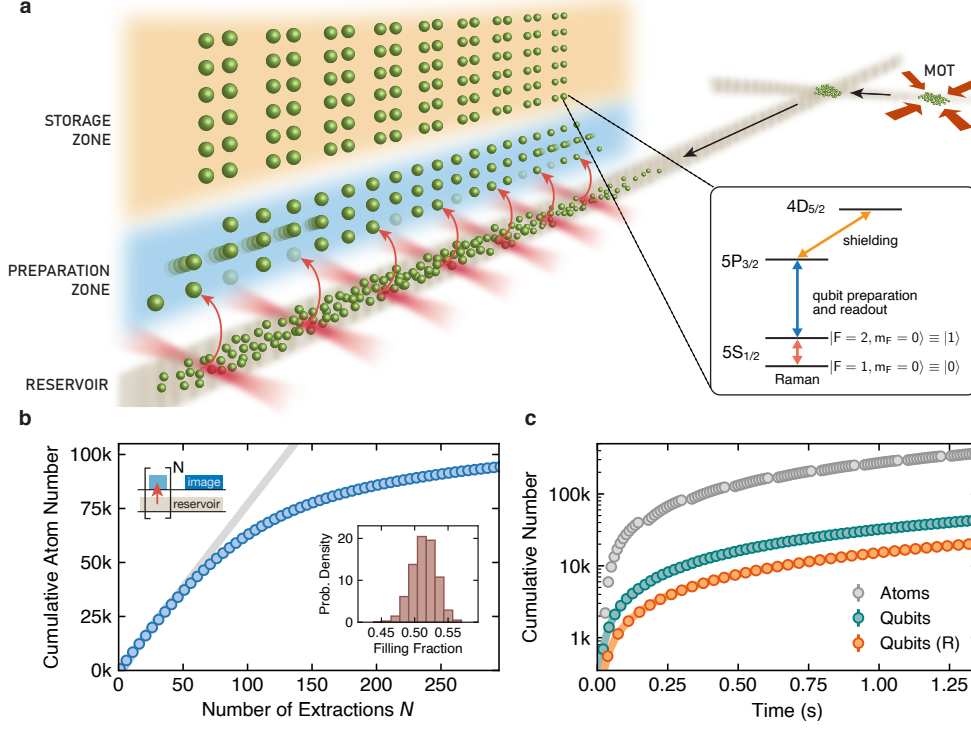 a
STORAGE
ZONE
PREPARATION
ZONE
RESERVOIR
MOT
4D5/2
shielding
5P3/2
qubit preparation
and readout
5S1/2
|F = 2, mF = 0⟩ ≡ |1⟩
|F = 1, mF = 0⟩ ≡ |0⟩
Raman
b
Cumulative Atom Number
100k
75k
50k
25k
0k
0
50
100
150
200
250
Number of Extractions N
N
image
reservoir
Prob. Density
20
10
0
0.45
0.50
0.55
Filling Fraction
c
Cumulative Number
100k
10k
1k
0.00
0.25
0.50
0.75
1.00
1.25
Time (s)
Atoms
Qubits
Qubits (R)